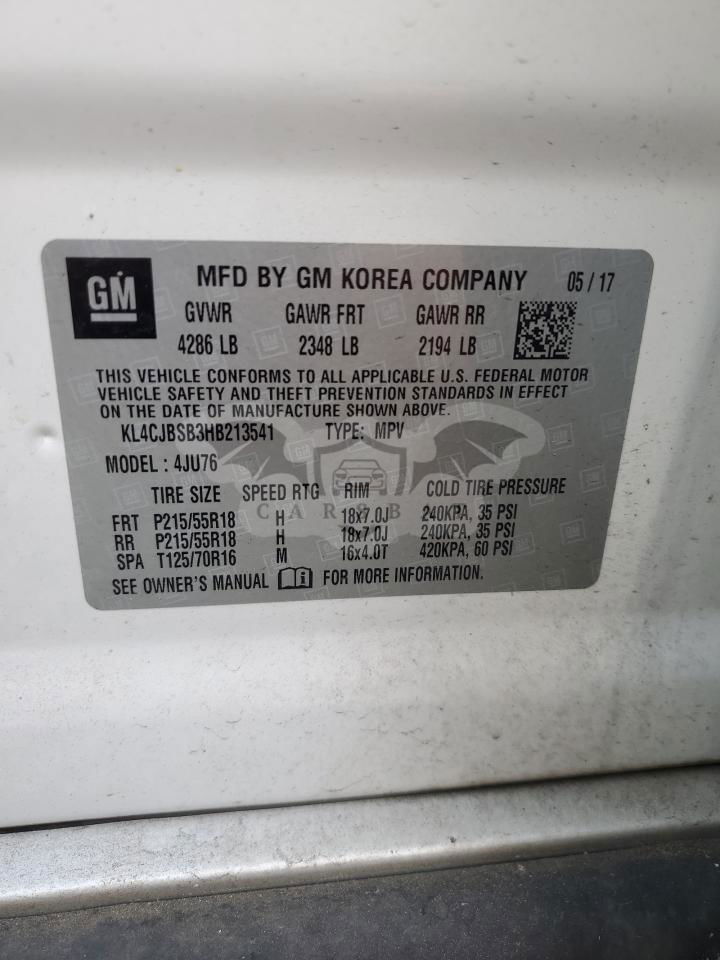 GM MFD BY GM KOREA COMPANY 05 / 17
GVWR GAWR FRT GAWR RR
4286 LB 2348 LB 2194 LB
THIS VEHICLE CONFORMS TO ALL APPLICABLE U.S. FEDERAL MOTOR
VEHICLE SAFETY AND THEFT PREVENTION STANDARDS IN EFFECT
ON THE DATE OF MANUFACTURE SHOWN ABOVE.
KL4CJBSB3HB213541 TYPE: MPV
MODEL : 4JU76
TIRE SIZE SPEED RTG RIM COLD TIRE PRESSURE
FRT P215/55R18 H 18x7.0J 240KPA, 35 PSI
RR P215/55R18 H 18x7.0J 240KPA, 35 PSI
SPA T125/70R16 M 16x4.0T 420KPA, 60 PSI
SEE OWNER'S MANUAL FOR MORE INFORMATION.